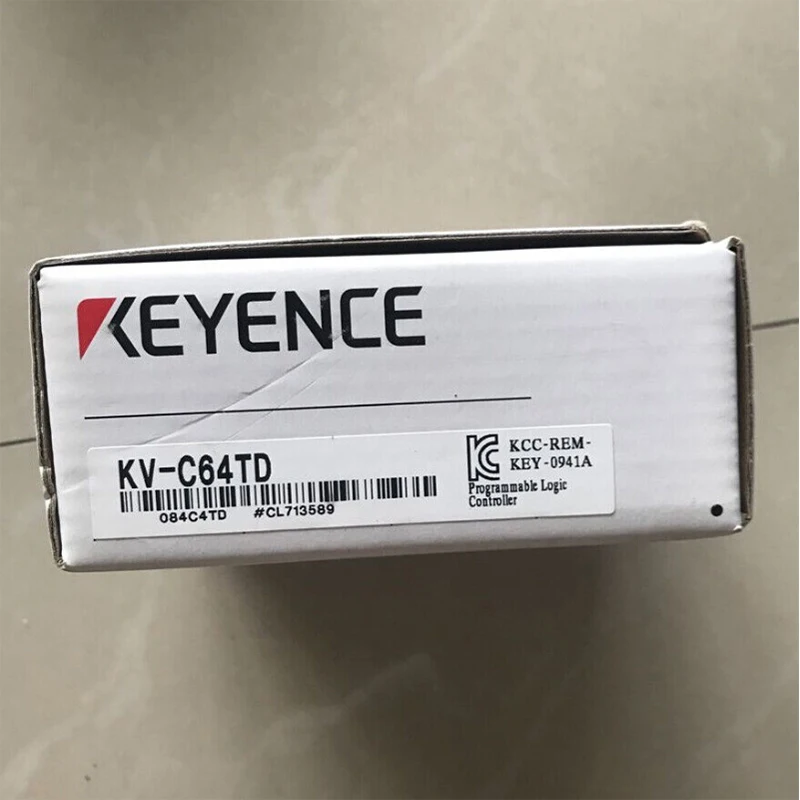 KEYENCE
KV-C64TD
084C4TD #CL713589
KCC-REM-
KEY-0941A
Programmable Logic
Controller